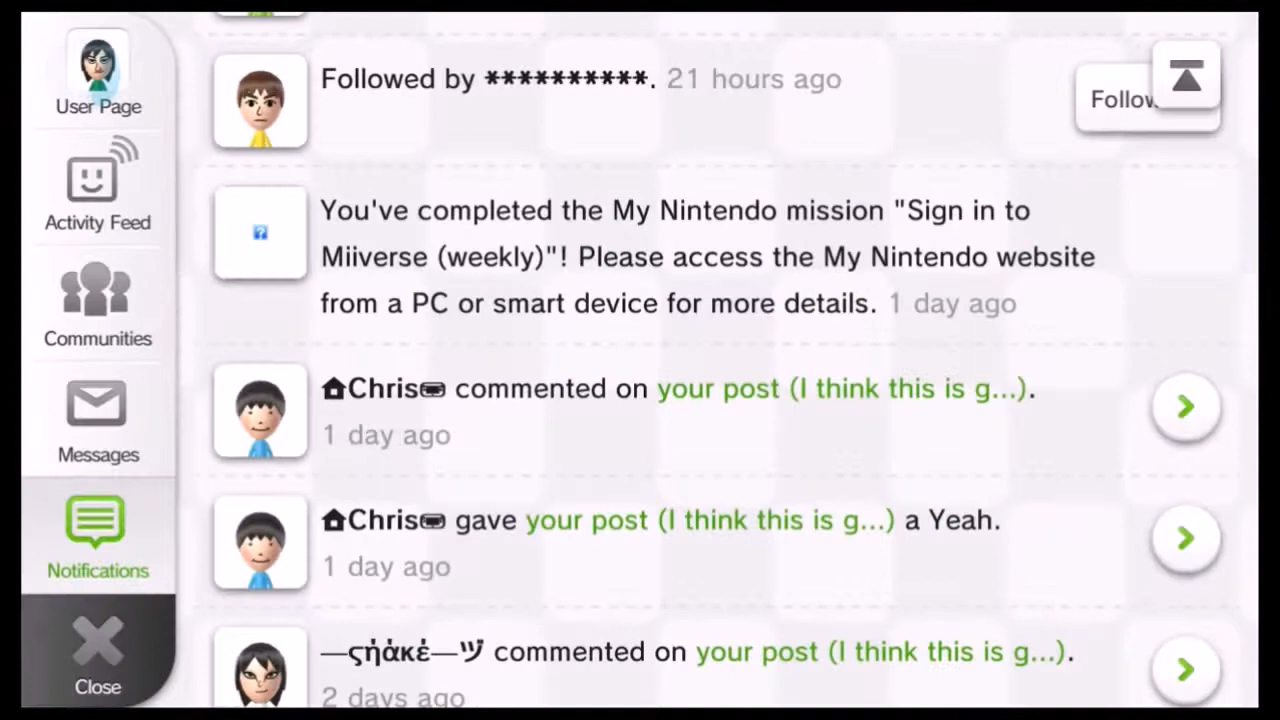 User Page
Activity Feed
Communities
Messages
Notifications
Close
Followed by **********. 21 hours ago
Follow
You've completed the My Nintendo mission "Sign in to
Miiverse (weekly)"! Please access the My Nintendo website
from a PC or smart device for more details. 1 day ago
Chris commented on your post (I think this is g...).
1 day ago
Chris gave your post (I think this is g...) a Yeah.
1 day ago
—ςἠἀκἐ—ヅ commented on your post (I think this is g...).
2 days ago